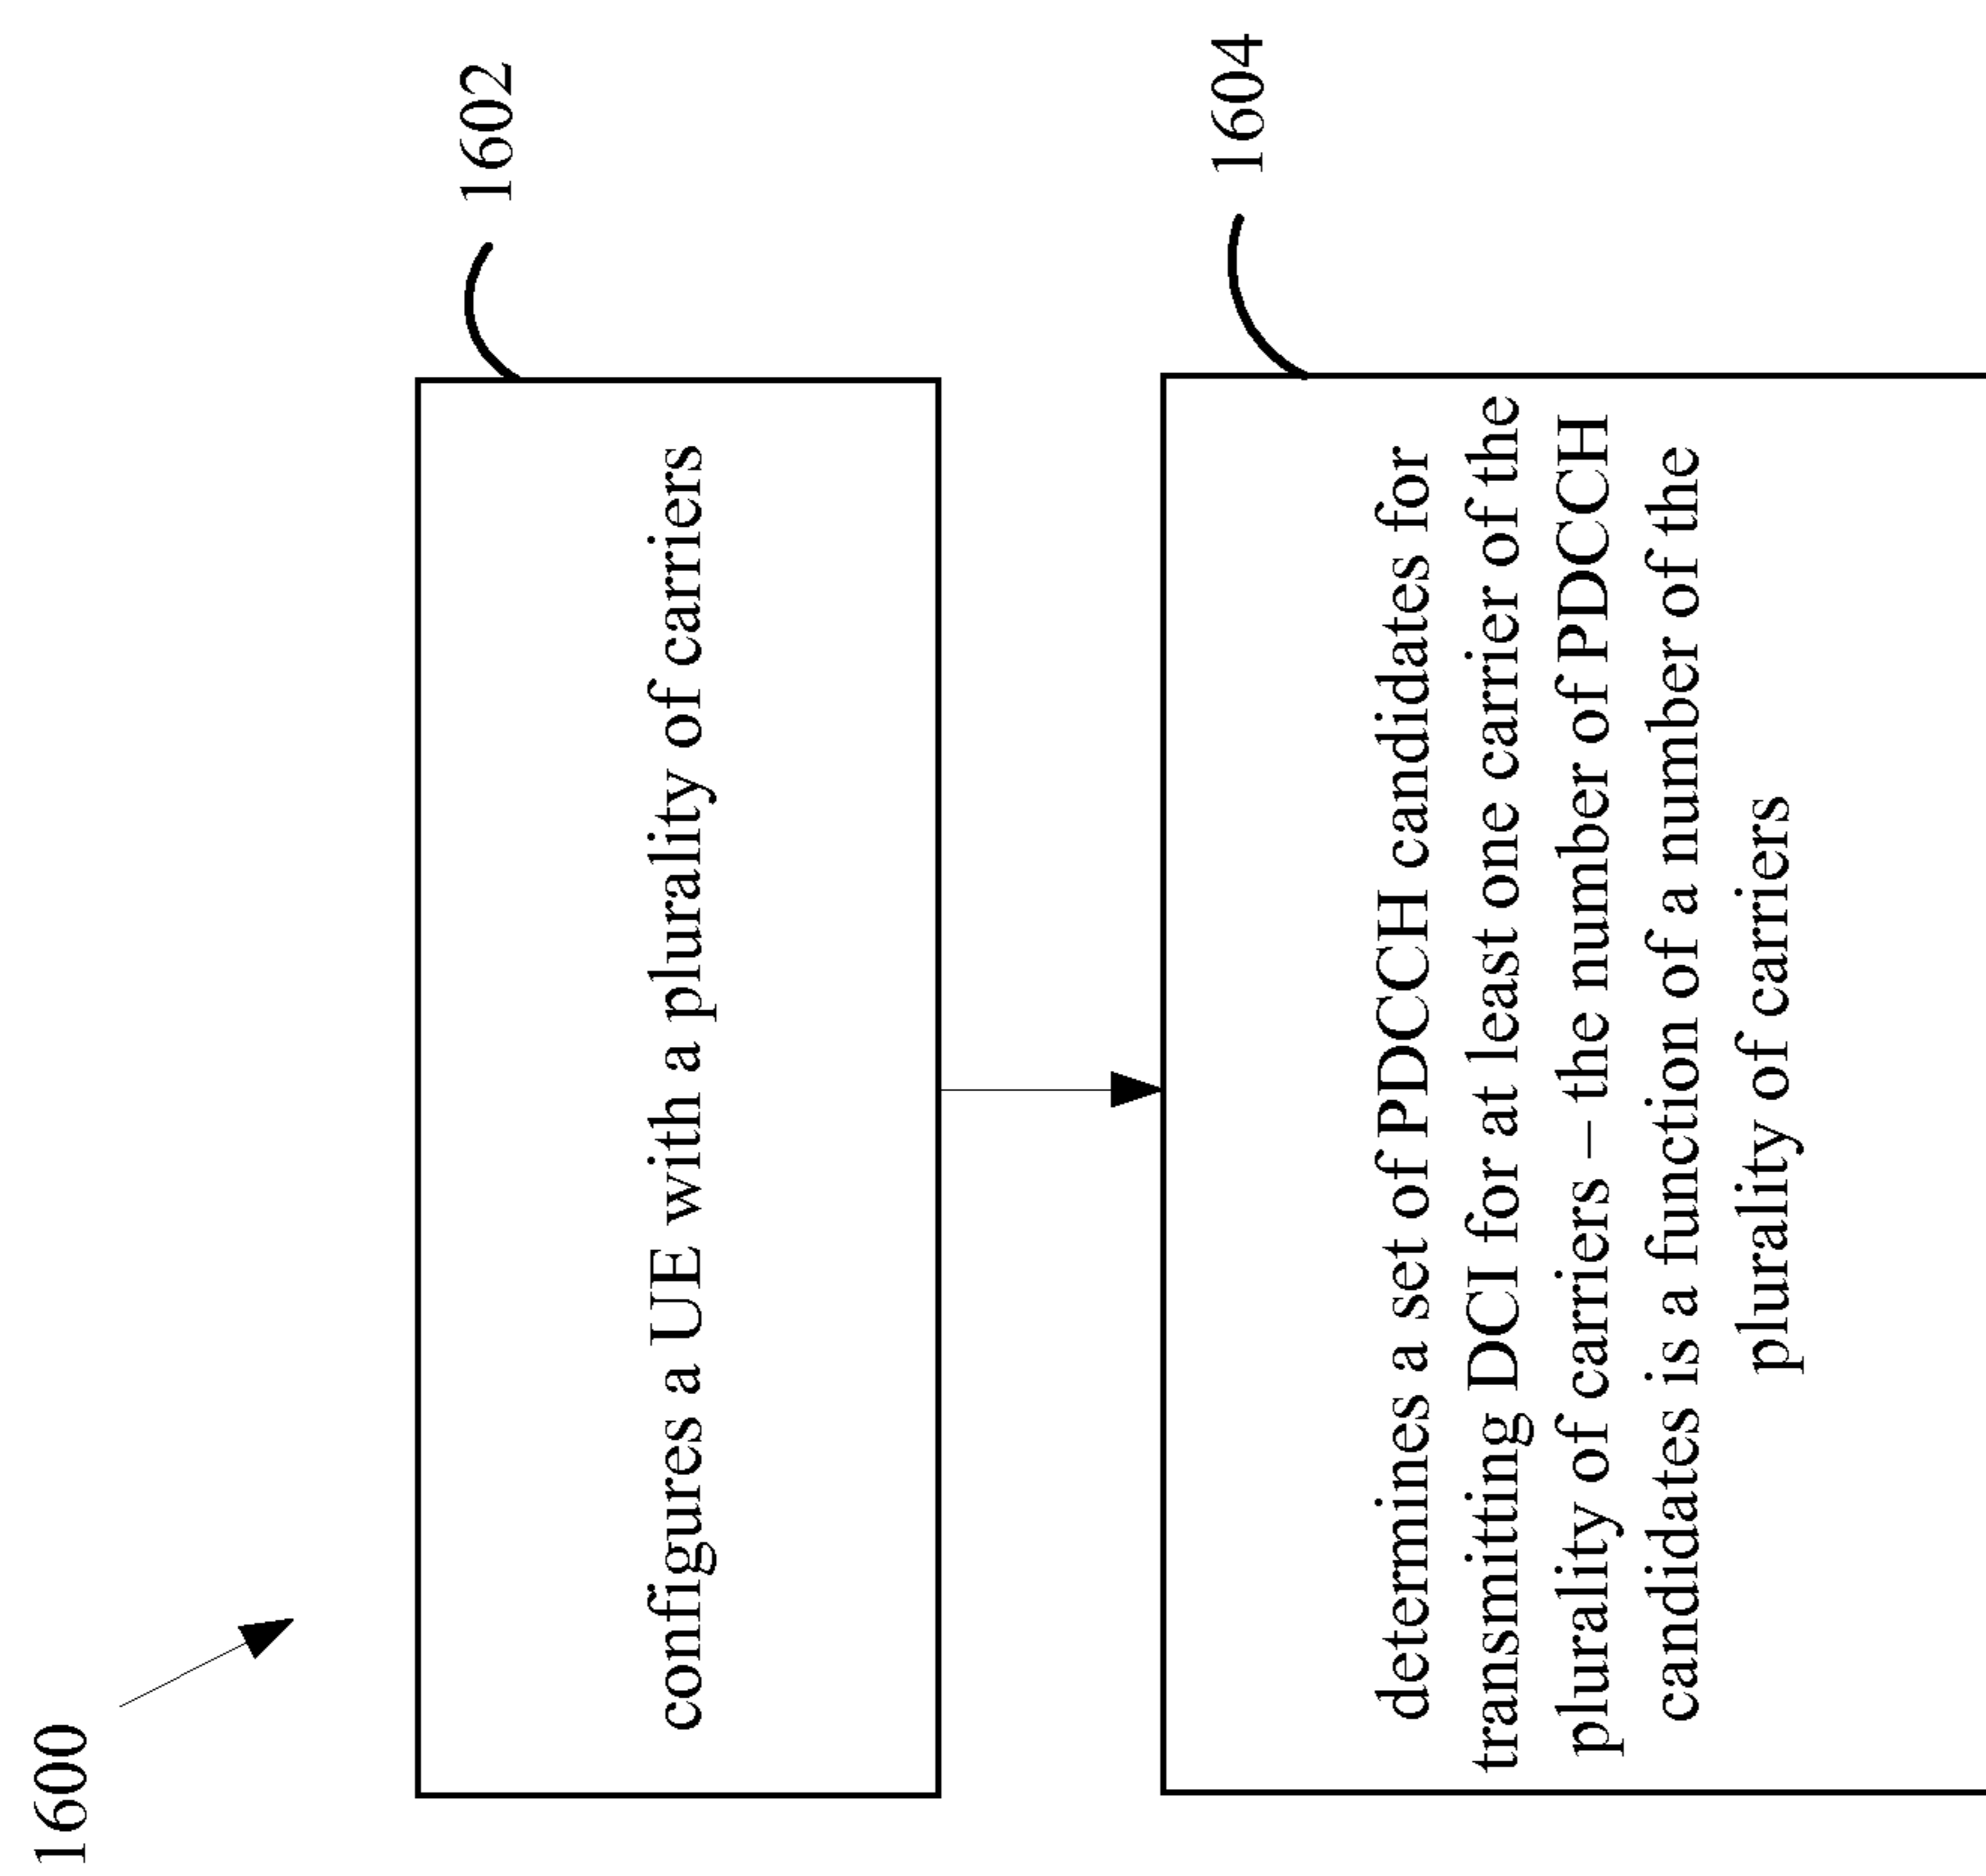 1600
1602
configures a UE with a plurality of carriers
1604
determines a set of PDCCH candidates for
transmitting DCI for at least one carrier of the
plurality of carriers – the number of PDCCH
candidates is a function of a number of the
plurality of carriers